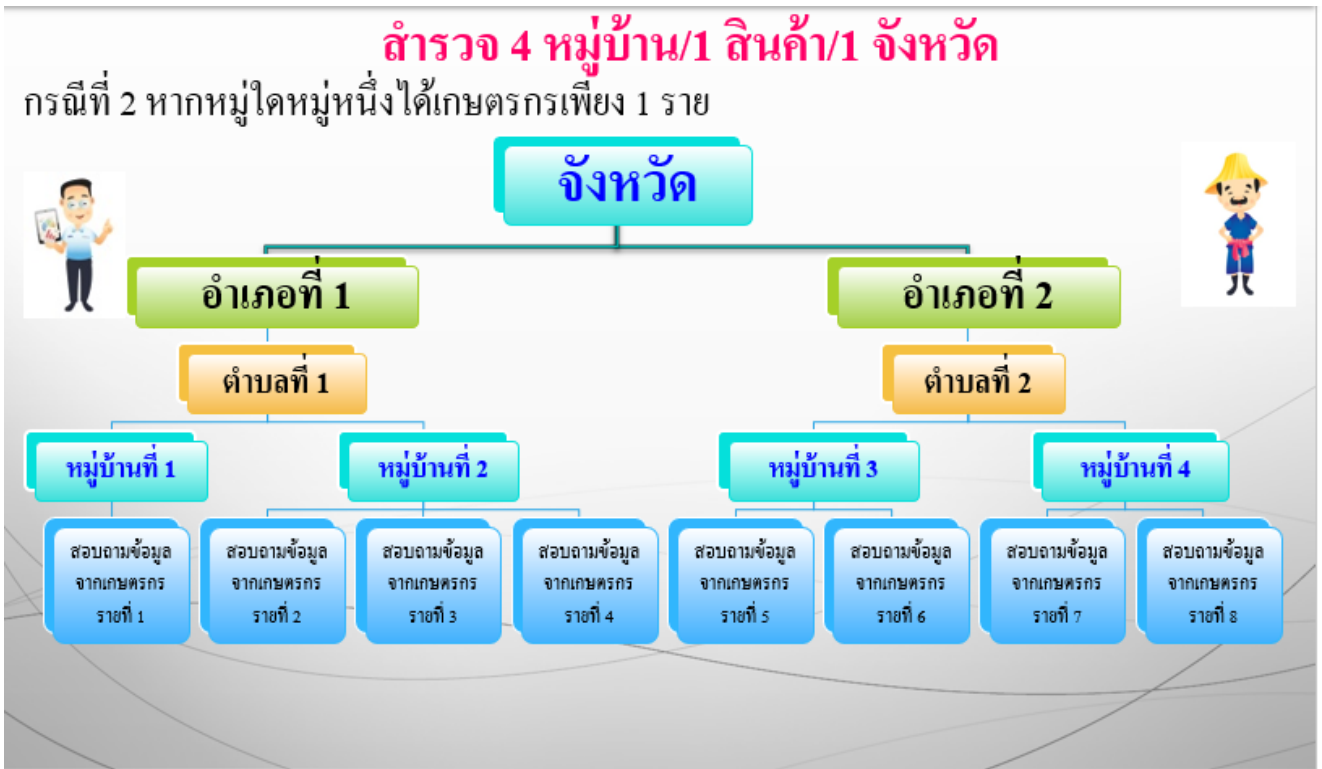 สำรวจ 4 หมู่บ้าน/1 สินค้า/1 จังหวัด
กรณีที่ 2 หากหมู่ใดหมู่หนึ่งได้เกษตรกรเพียง 1 ราย
จังหวัด
อำเภอที่ 1
อำเภอที่ 2
ตำบลที่ 1
ตำบลที่ 2
หมู่บ้านที่ 1
หมู่บ้านที่ 2
หมู่บ้านที่ 3
หมู่บ้านที่ 4
สอบถามข้อมูล
จากเกษตรกร
รายที่ 1
สอบถามข้อมูล
จากเกษตรกร
รายที่ 2
สอบถามข้อมูล
จากเกษตรกร
รายที่ 3
สอบถามข้อมูล
จากเกษตรกร
รายที่ 4
สอบถามข้อมูล
จากเกษตรกร
รายที่ 5
สอบถามข้อมูล
จากเกษตรกร
รายที่ 6
สอบถามข้อมูล
จากเกษตรกร
รายที่ 7
สอบถามข้อมูล
จากเกษตรกร
รายที่ 8